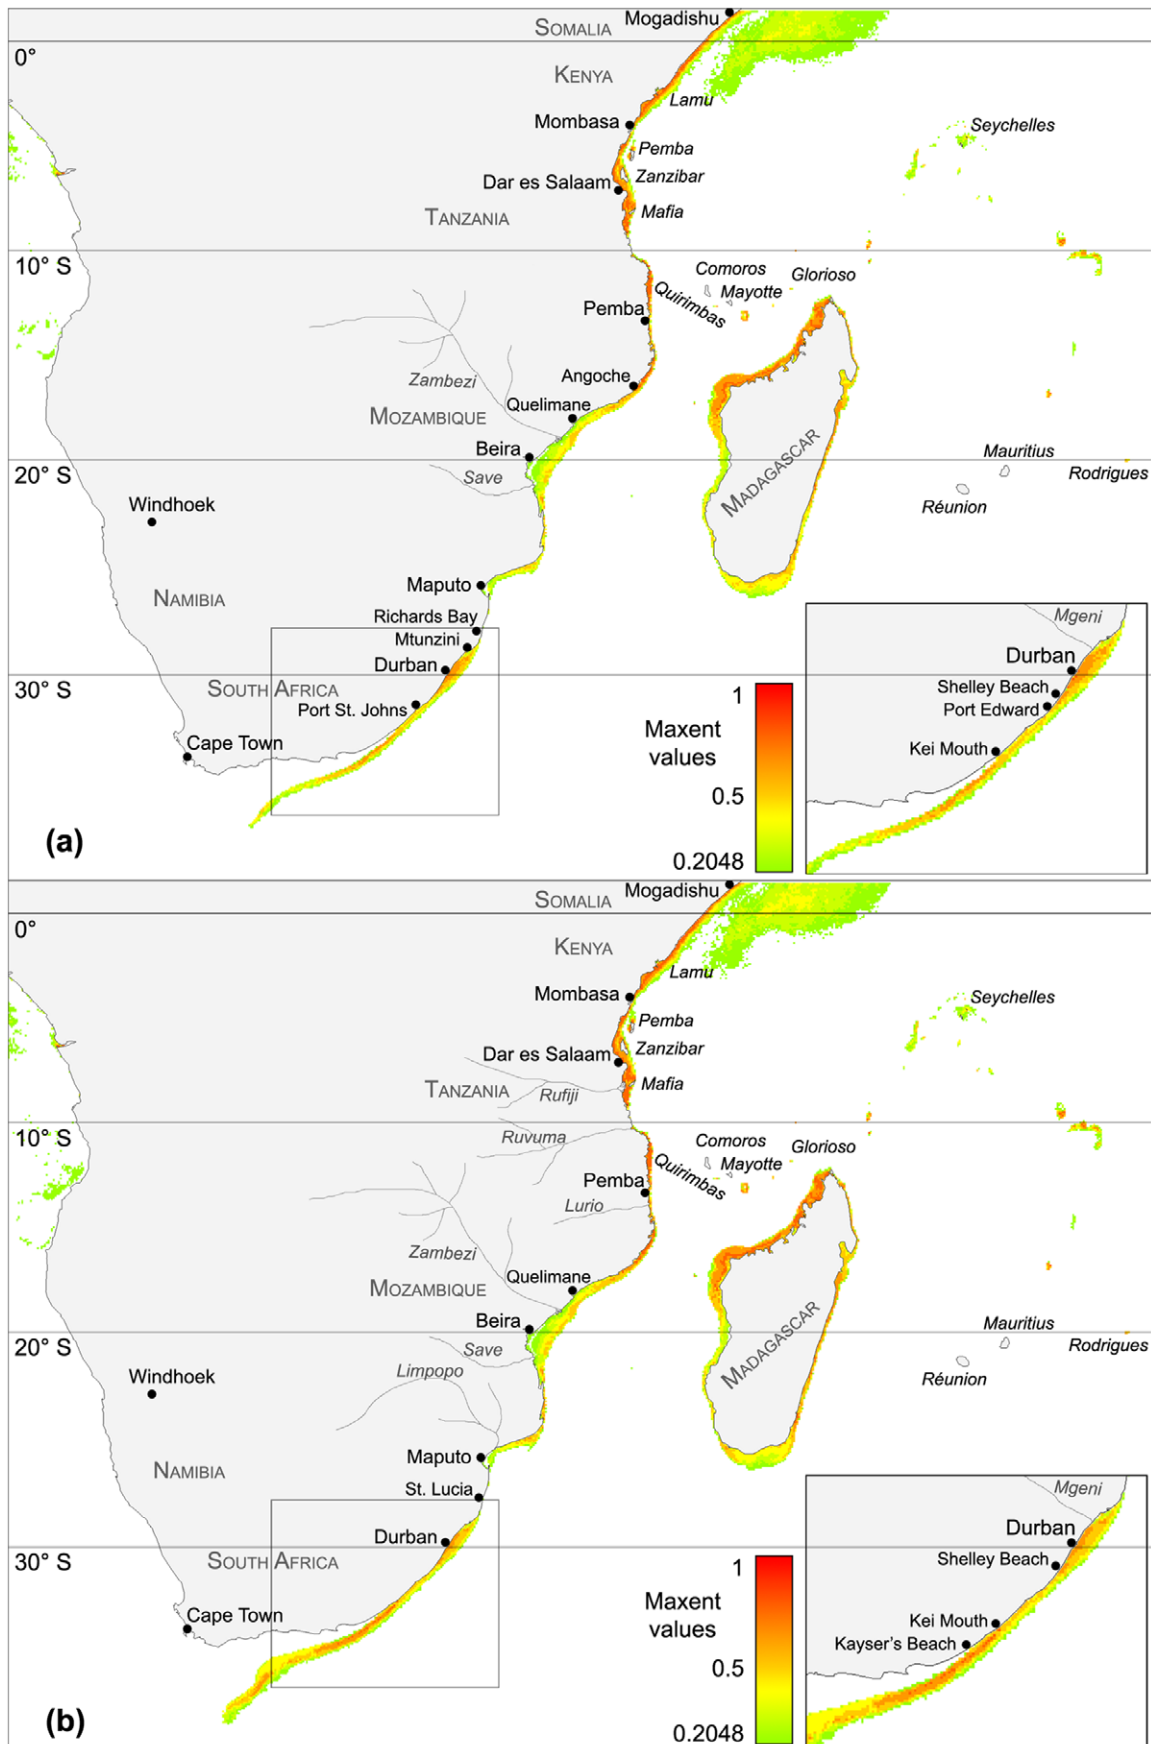 Mogadishu
SOMALIA
0°
KENYA
Lamu
Mombasa
Seychelles
Pemba
Dar es Salaam
Zanzibar
TANZANIA
Mafia
10° S
Comoros
Glorioso
Mayotte
Quirimbas
Pemba
Angoche
Zambezi
Quelimane
MOZAMBIQUE
Beira
MADAGASCAR
Mauritius
20° S
Save
Rodrigues
Windhoek
Réunion
Maputo
NAMIBIA
Richards Bay
Mgeni
Mtunzini
Durban
Durban
30° S
SOUTH AFRICA
Shelley Beach
1
Port St. Johns
Port Edward
Maxent
values
Cape Town
Kei Mouth
0.5
(a)
0.2048
Mogadishu
SOMALIA
0°
KENYA
Lamu
Mombasa
Seychelles
Pemba
Dar es Salaam
Zanzibar
TANZANIA
Rufiji
Mafia
10° S
Ruvuma
Comoros
Glorioso
Mayotte
Quirimbas
Pemba
Lurio
Zambezi
Quelimane
MOZAMBIQUE
Beira
MADAGASCAR
Mauritius
20° S
Save
Rodrigues
Limpopo
Windhoek
Réunion
Maputo
NAMIBIA
St. Lucia
Mgeni
Durban
Durban
30° S
SOUTH AFRICA
Shelley Beach
1
Maxent
values
Cape Town
Kei Mouth
Kayser's Beach
0.5
(b)
0.2048